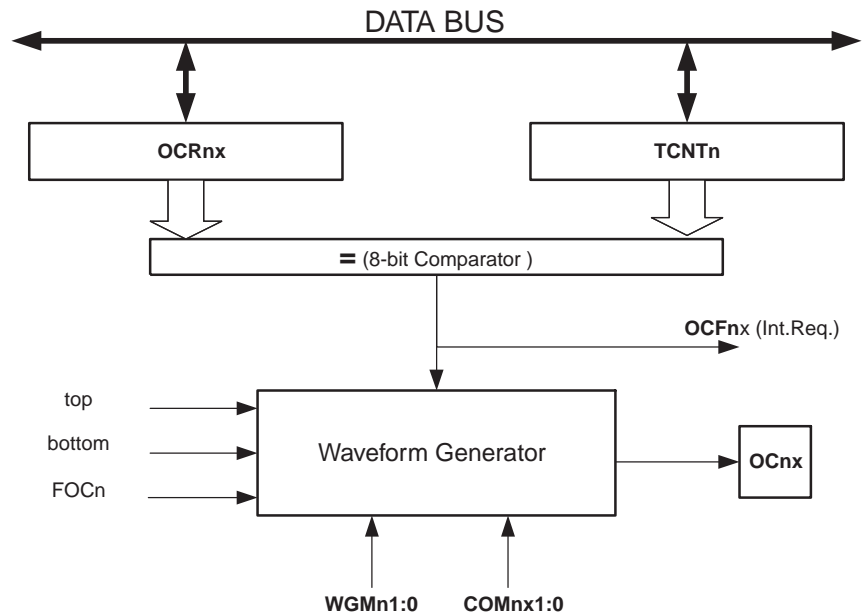 DATA BUS
OCRnx
TCNTn
= (8-bit Comparator )
OCFnx (Int.Req.)
top
bottom
FOCn
Waveform Generator
OCnx
WGMn1:0
COMnx1:0